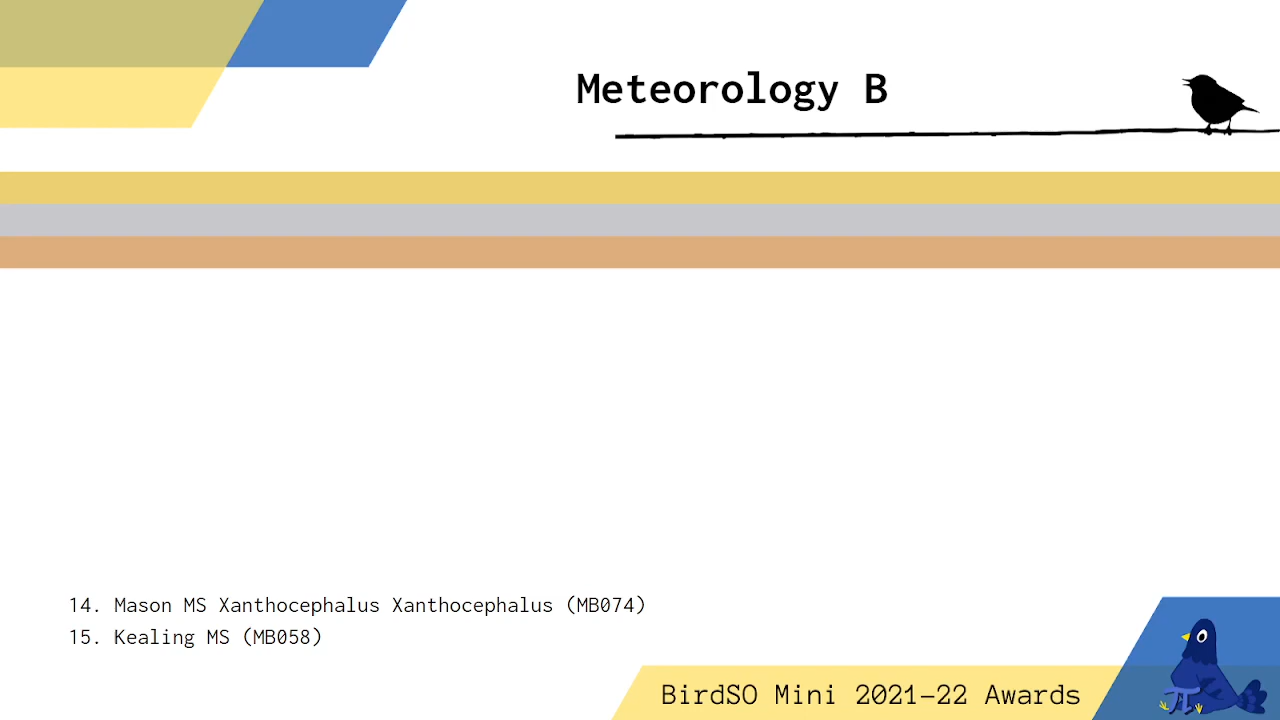 Meteorology B
14. Mason MS Xanthocephalus Xanthocephalus (MB074)
15. Kealing MS (MB058)
BirdSO Mini 2021-22 Awards